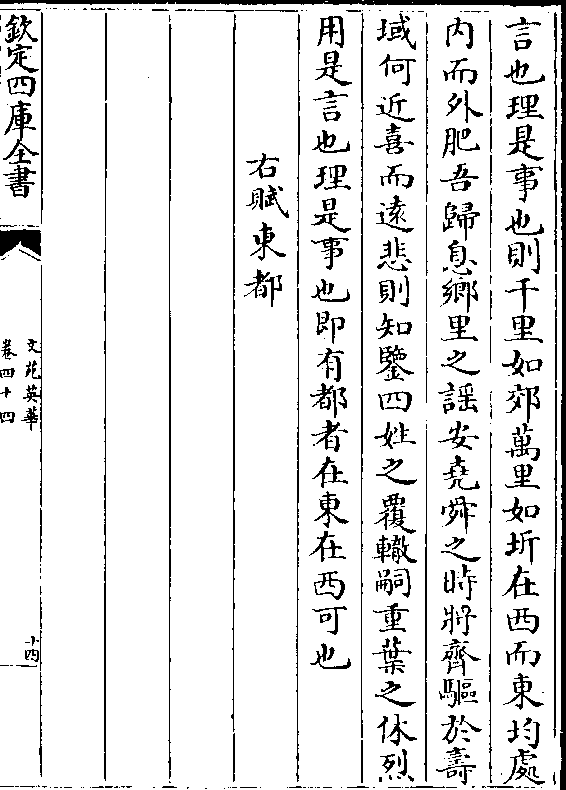 言也理是事也則千里如郊萬里如圻在西而東均處
内而外肥吾歸息鄉里之謡安堯舜之時將齊驅於壽
域何近喜而遠悲則知鑒四姓之覆轍嗣重葉之休烈
用是言也理是事也即有都者在東在西可也
右賦東都
欽定四庫全書
文苑英華
卷四十四
十四